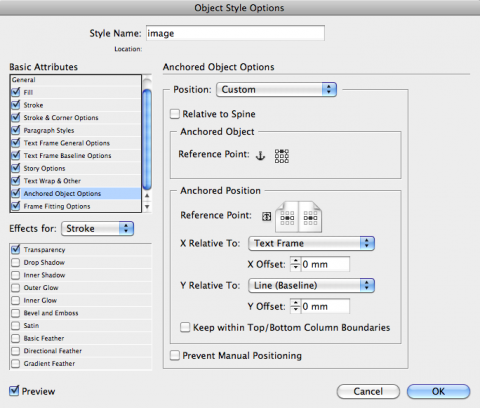 Object Style Options
Style Name: image
Location:
Basic Attributes
General
Fill
Stroke
Stroke & Corner Options
Paragraph Styles
Text Frame General Options
Text Frame Baseline Options
Story Options
Text Wrap & Other
Anchored Object Options
Frame Fitting Options
Effects for: Stroke
Transparency
Drop Shadow
Inner Shadow
Outer Glow
Inner Glow
Bevel and Emboss
Satin
Basic Feather
Directional Feather
Gradient Feather
Preview
Anchored Object Options
Position: Custom
Relative to Spine
Anchored Object
Reference Point:
Anchored Position
Reference Point:
X Relative To: Text Frame
X Offset: 0 mm
Y Relative To: Line (Baseline)
Y Offset: 0 mm
Keep within Top/Bottom Column Boundaries
Prevent Manual Positioning
Cancel
OK